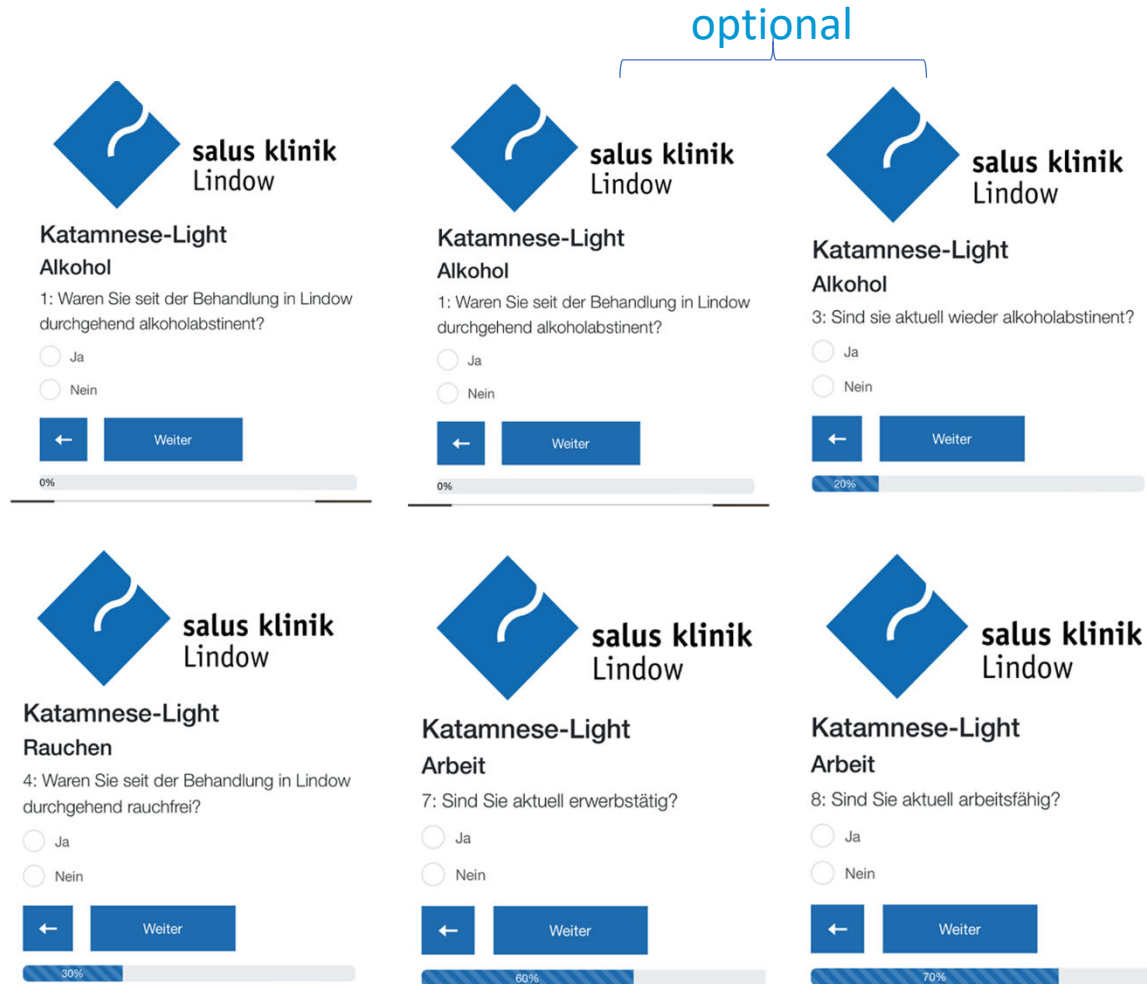 optional
salus klinik
Lindow
Katamnese-Light
Alkohol
1: Waren Sie seit der Behandlung in Lindow
durchgehend alkoholabstinent?
Ja
Nein
Weiter
0%
salus klinik
Lindow
Katamnese-Light
Alkohol
1: Waren Sie seit der Behandlung in Lindow
durchgehend alkoholabstinent?
Ja
Nein
Weiter
0%
salus klinik
Lindow
Katamnese-Light
Alkohol
3: Sind sie aktuell wieder alkoholabstinent?
Ja
Nein
Weiter
20%
salus klinik
Lindow
Katamnese-Light
Rauchen
4: Waren Sie seit der Behandlung in Lindow
durchgehend rauchfrei?
Ja
Nein
Weiter
30%
salus klinik
Lindow
Katamnese-Light
Arbeit
7: Sind Sie aktuell erwerbstätig?
Ja
Nein
Weiter
60%
salus klinik
Lindow
Katamnese-Light
Arbeit
8: Sind Sie aktuell arbeitsfähig?
Ja
Nein
Weiter
70%